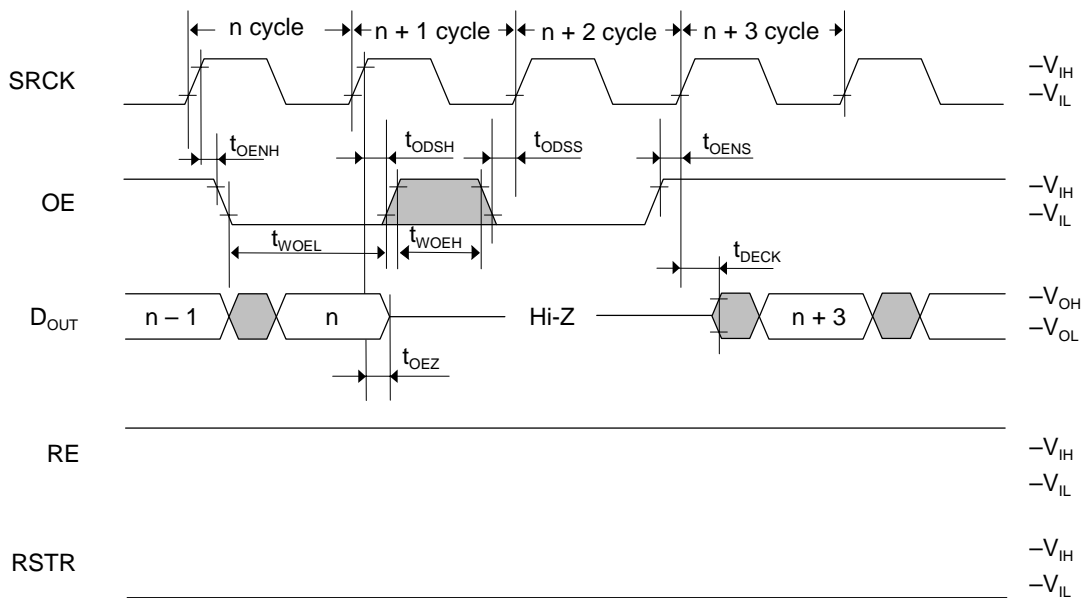 n cycle n + 1 cycle n + 2 cycle n + 3 cycle
SRCK –VIH
–VIL
tOENH tODSH tODSS tOENS
OE –VIH
–VIL
tWOEL tWOEH
tDECK
DOUT n – 1 n Hi-Z n + 3 –VOH
–VOL
tOEZ
RE –VIH
–VIL
RSTR –VIH
–VIL